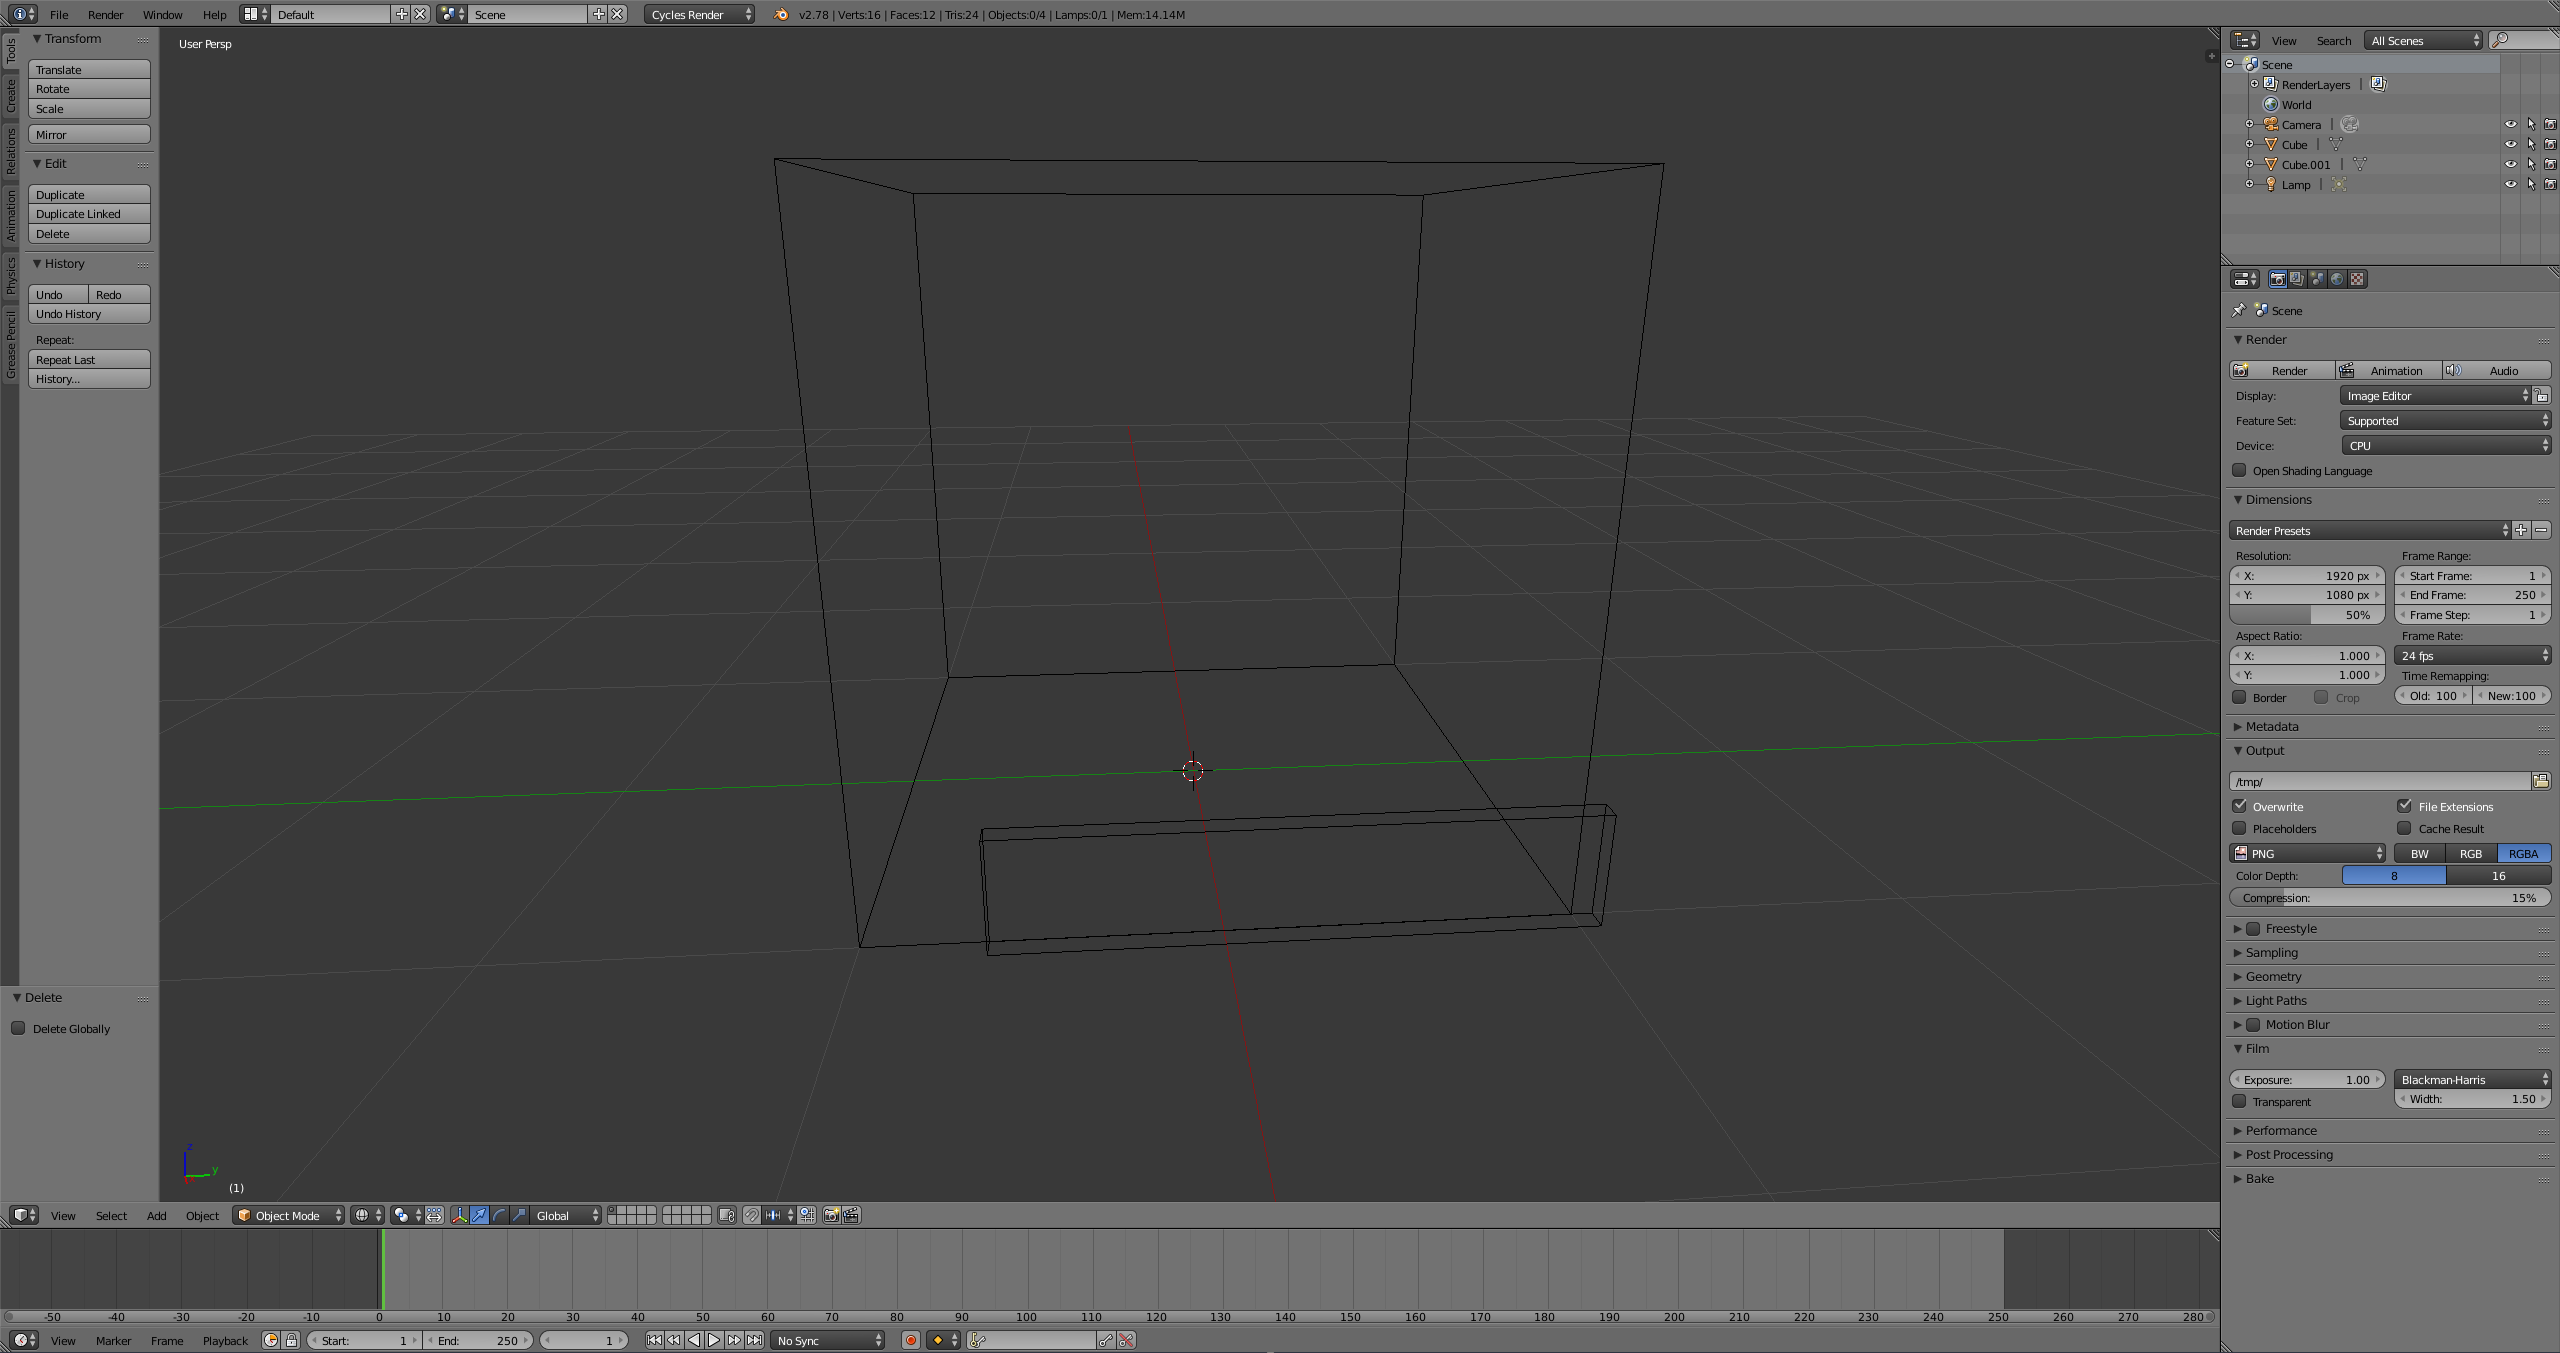 File Render Window Help Default Scene Cycles Render v2.78 | Verts:16 | Faces:12 | Tris:24 | Objects:0/4 | Lamps:0/1 | Mem:14.14M
Tools
Create
Relations
Animation
Physics
Grease Pencil
Transform
Translate
Rotate
Scale
Mirror
Edit
Duplicate
Duplicate Linked
Delete
History
Undo Redo
Undo History
Repeat:
Repeat Last
History...
Delete
Delete Globally
User Persp
z
y
(1)
View Select Add Object Object Mode Global
-50 -40 -30 -20 -10 0 10 20 30 40 50 60 70 80 90 100 110 120 130 140 150 160 170 180 190 200 210 220 230 240 250 260 270 280
View Marker Frame Playback Start: 1 End: 250 1 No Sync
View Search All Scenes
Scene
RenderLayers |
World
Camera |
Cube |
Cube.001 |
Lamp |
Scene
Render
Render Animation Audio
Display: Image Editor
Feature Set: Supported
Device: CPU
Open Shading Language
Dimensions
Render Presets
Resolution: Frame Range:
X: 1920 px Start Frame: 1
Y: 1080 px End Frame: 250
50% Frame Step: 1
Aspect Ratio: Frame Rate:
X: 1.000 24 fps
Y: 1.000 Time Remapping:
Border Crop Old: 100 New:100
Metadata
Output
/tmp/
Overwrite File Extensions
Placeholders Cache Result
PNG BW RGB RGBA
Color Depth: 8 16
Compression: 15%
Freestyle
Sampling
Geometry
Light Paths
Motion Blur
Film
Exposure: 1.00 Blackman-Harris
Transparent Width: 1.50
Performance
Post Processing
Bake